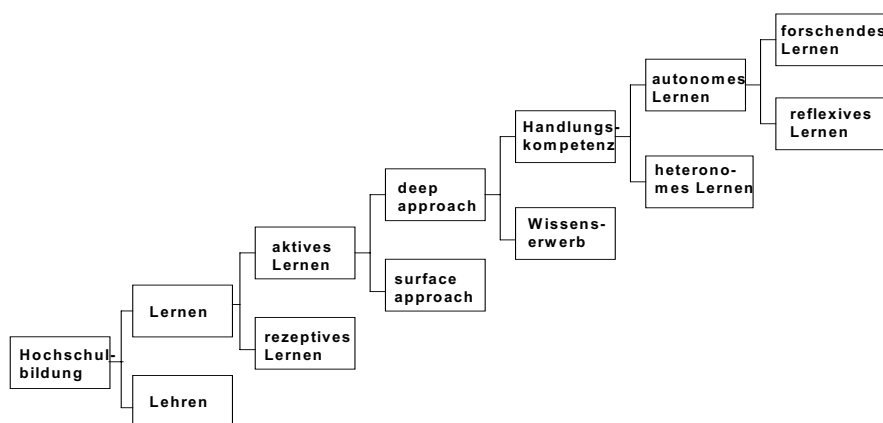 forschendes
Lernen
autonomes
Lernen
reflexives
Lernen
Handlungs-
kompetenz
heterono-
mes Lernen
deep
approach
Wissens-
erwerb
aktives
Lernen
surface
approach
Lernen
rezeptives
Lernen
Hochschul-
bildung
Lehren